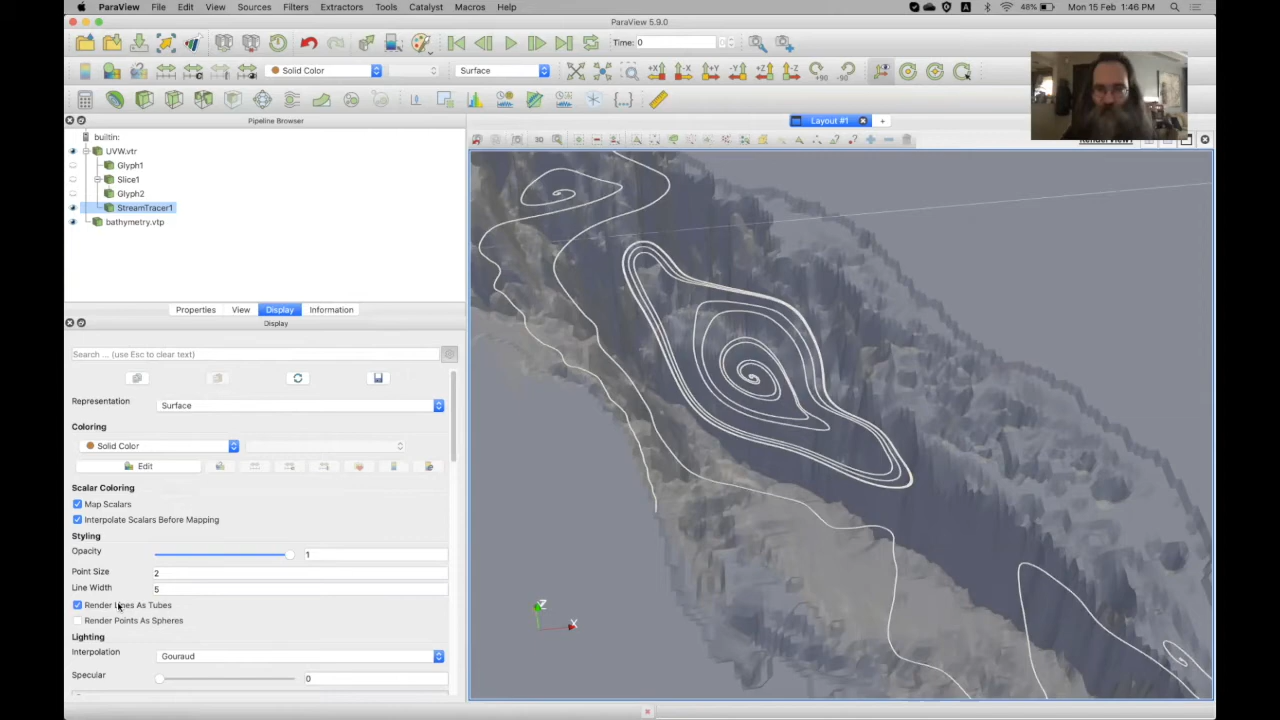 ParaView File Edit View Sources Filters Extractors Tools Catalyst Macros Help A 48% Mon 15 Feb 1:46 PM
ParaView 5.9.0
Time: 0
Solid Color Surface +X -X +Y -Y +Z -Z +90 -90
Pipeline Browser Layout #1 +
builtin: 3D
UVW.vtr
Glyph1
Slice1
Glyph2
StreamTracer1
bathymetry.vtp
Properties View Display Information
Display
Search ... (use Esc to clear text)
Representation Surface
Coloring
Solid Color
Edit
Scalar Coloring
Map Scalars
Interpolate Scalars Before Mapping
Styling
Opacity 1
Point Size 2
Line Width 5
Render Lines As Tubes
Render Points As Spheres
Lighting
Interpolation Gouraud
Specular 0
Z
X